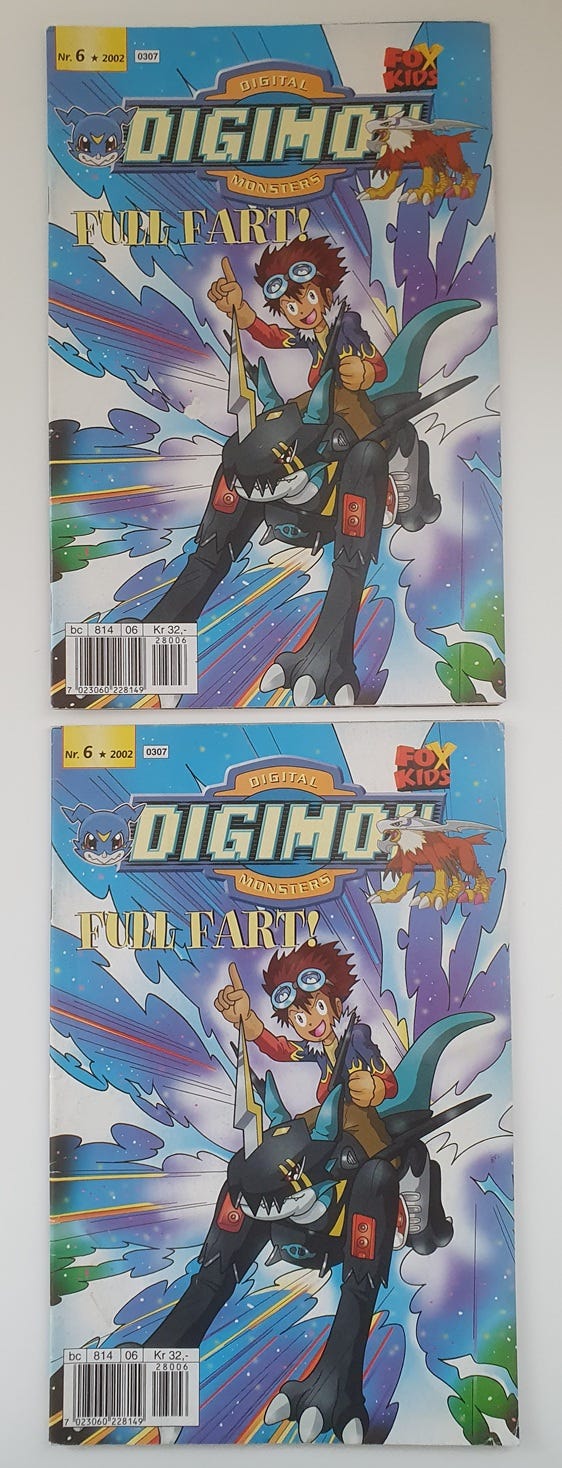 Nr. 6 ★ 2002 0307
FOX
KIDS
DIGITAL
DIGIMON
MONSTERS
FULL FART!
bc 814 06 Kr 32,-
28006
7 023060 228149
Nr. 6 ★ 2002 0307
FOX
KIDS
DIGITAL
DIGIMON
MONSTERS
FULL FART!
bc 814 06 Kr 32,-
28006
7 023060 228149